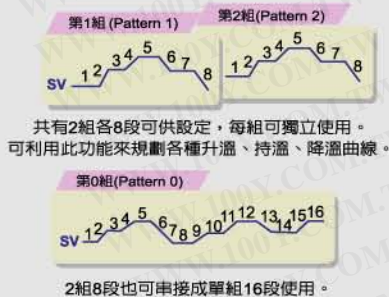 第1組(Pattern 1)
第2組(Pattern 2)
SV 1 2 3 4 5 6 7 8
1 2 3 4 5 6 7 8
共有2組各8段可供設定，每組可獨立使用。
可利用此功能來規劃各種升溫、持溫、降溫曲線。
第0組(Pattern 0)
SV 1 2 3 4 5 6 7 8 9 10 11 12 13 14 15 16
2組8段也可串接成單組16段使用。
WWW.100Y.COM.TW